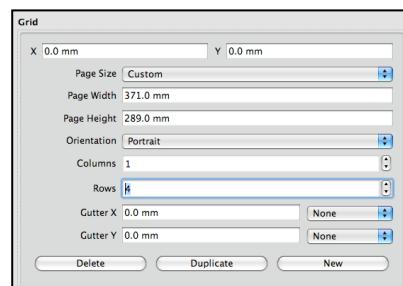 Grid
X 0.0 mm Y 0.0 mm
Page Size Custom
Page Width 371.0 mm
Page Height 289.0 mm
Orientation Portrait
Columns 1
Rows 4
Gutter X 0.0 mm None
Gutter Y 0.0 mm None
Delete Duplicate New